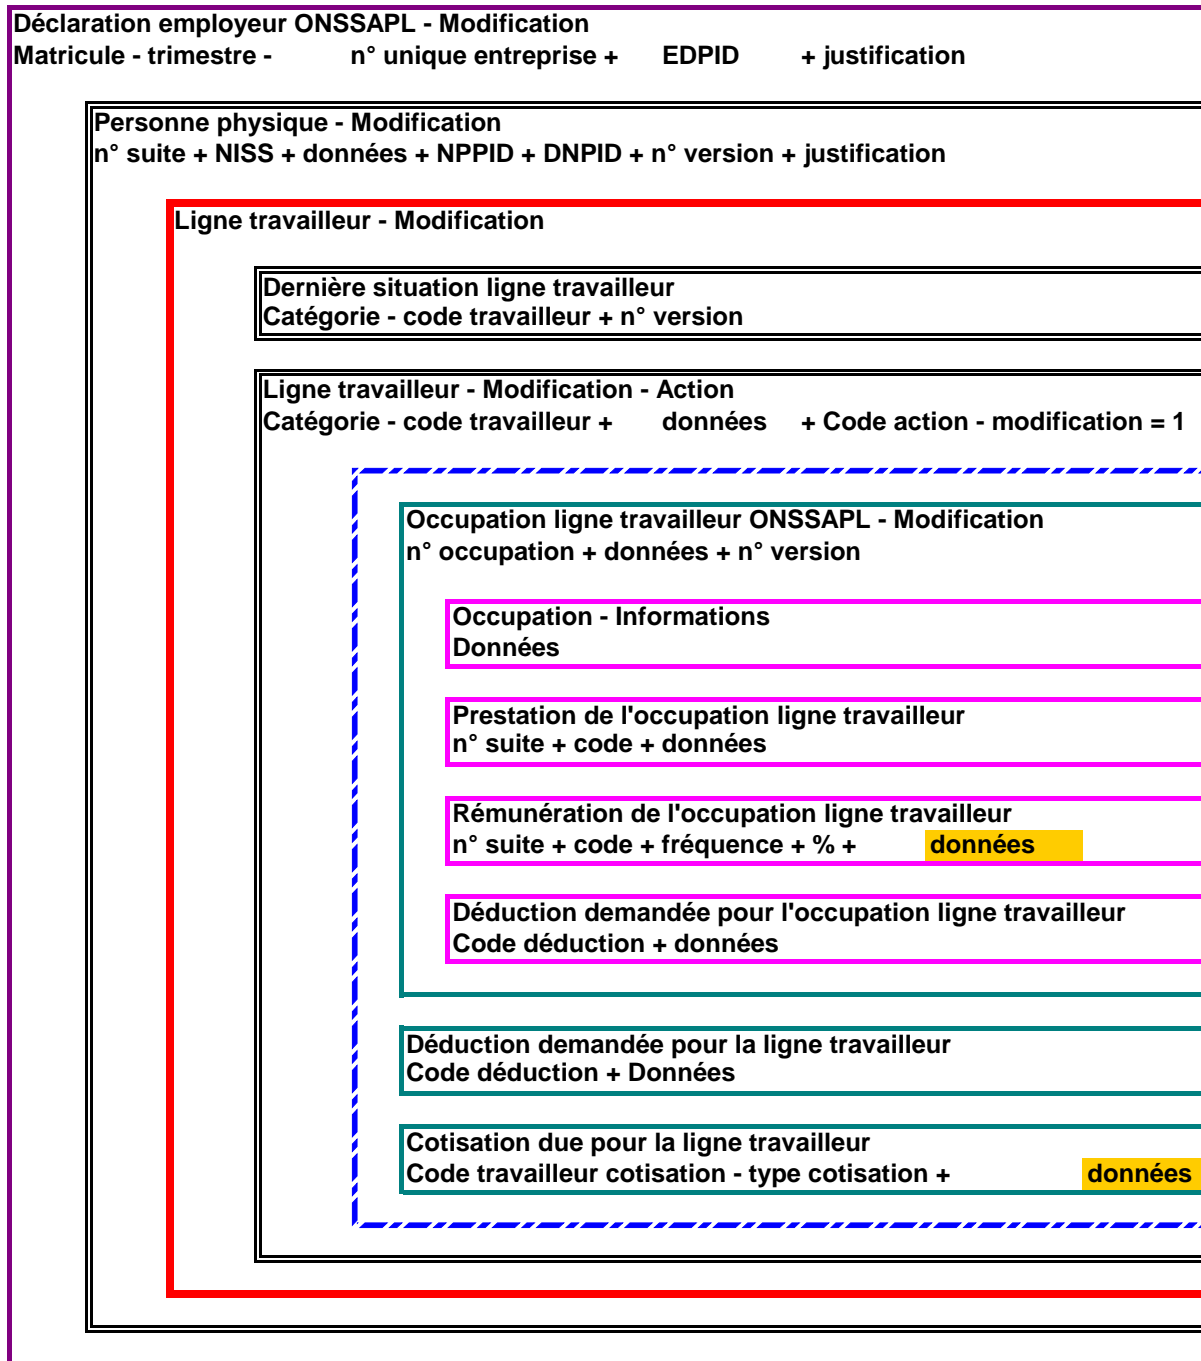 Déclaration employeur ONSSAPL - Modification
Matricule - trimestre - n° unique entreprise + EDPID + justification
Personne physique - Modification
n° suite + NISS + données + NPPID + DNPID + n° version + justification
Ligne travailleur - Modification
Dernière situation ligne travailleur
Catégorie - code travailleur + n° version
Ligne travailleur - Modification - Action
Catégorie - code travailleur + données + Code action - modification = 1
Occupation ligne travailleur ONSSAPL - Modification
n° occupation + données + n° version
Occupation - Informations
Données
Prestation de l'occupation ligne travailleur
n° suite + code + données
Rémunération de l'occupation ligne travailleur
n° suite + code + fréquence + % + données
Déduction demandée pour l'occupation ligne travailleur
Code déduction + données
Déduction demandée pour la ligne travailleur
Code déduction + Données
Cotisation due pour la ligne travailleur
Code travailleur cotisation - type cotisation + données